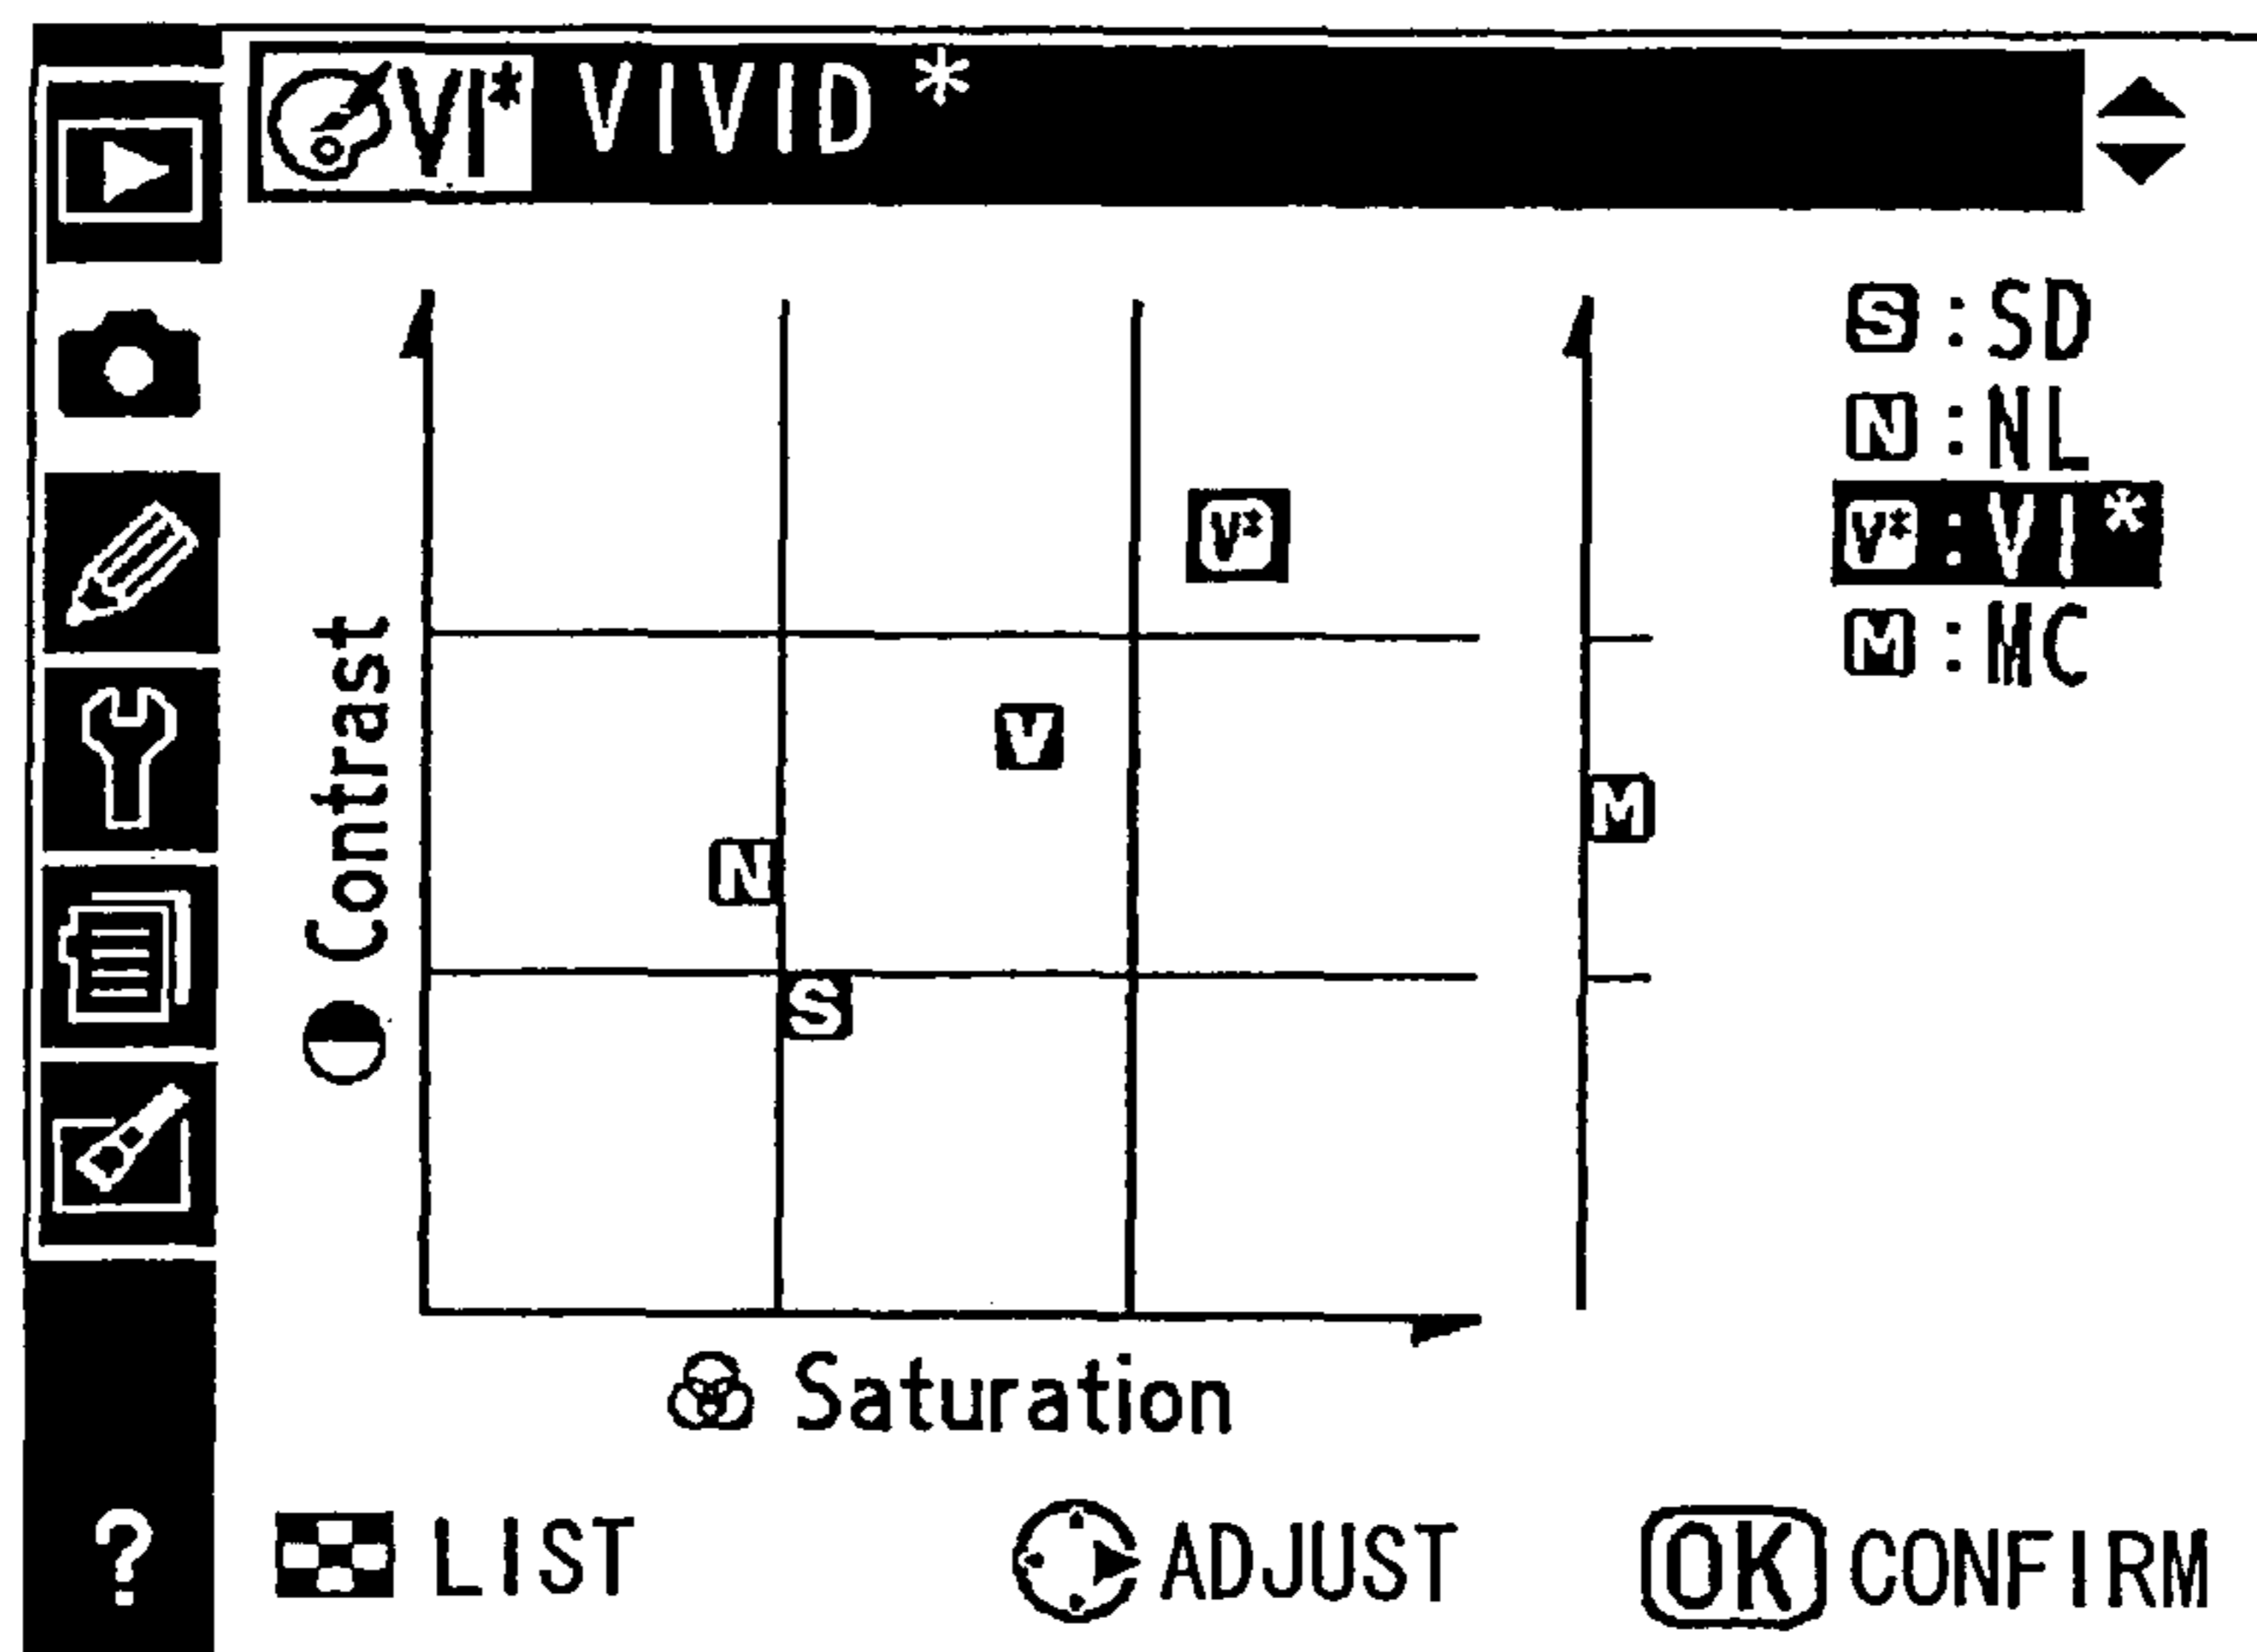 VI* VIVID *
S : SD
N : NL
V* : VI*
M : MC
V*
V
M
N
S
Contrast
Saturation
? LIST ADJUST OK CONFIRM